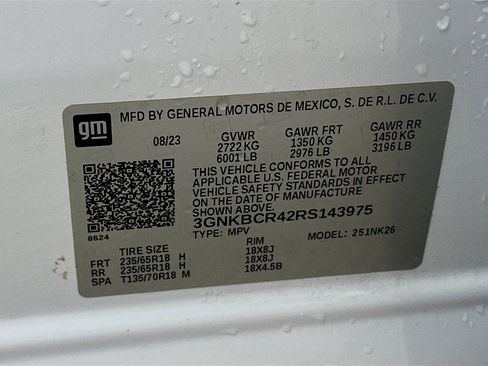 gm
MFD BY GENERAL MOTORS DE MEXICO, S. DE R.L. DE C.V.
08/23 GVWR GAWR FRT GAWR RR
2722 KG 1350 KG 1450 KG
6001 LB 2976 LB 3196 LB
THIS VEHICLE CONFORMS TO ALL
APPLICABLE U.S. FEDERAL MOTOR
VEHICLE SAFETY STANDARDS IN EFFECT
ON THE DATE OF MANUFACTURE
SHOWN ABOVE.
3GNKBCR42RS143975
8624
TYPE: MPV MODEL: 251NK26
TIRE SIZE RIM
FRT 235/65R18 H 18X8J
RR 235/65R18 H 18X8J
SPA T135/70R18 M 18X4.5B